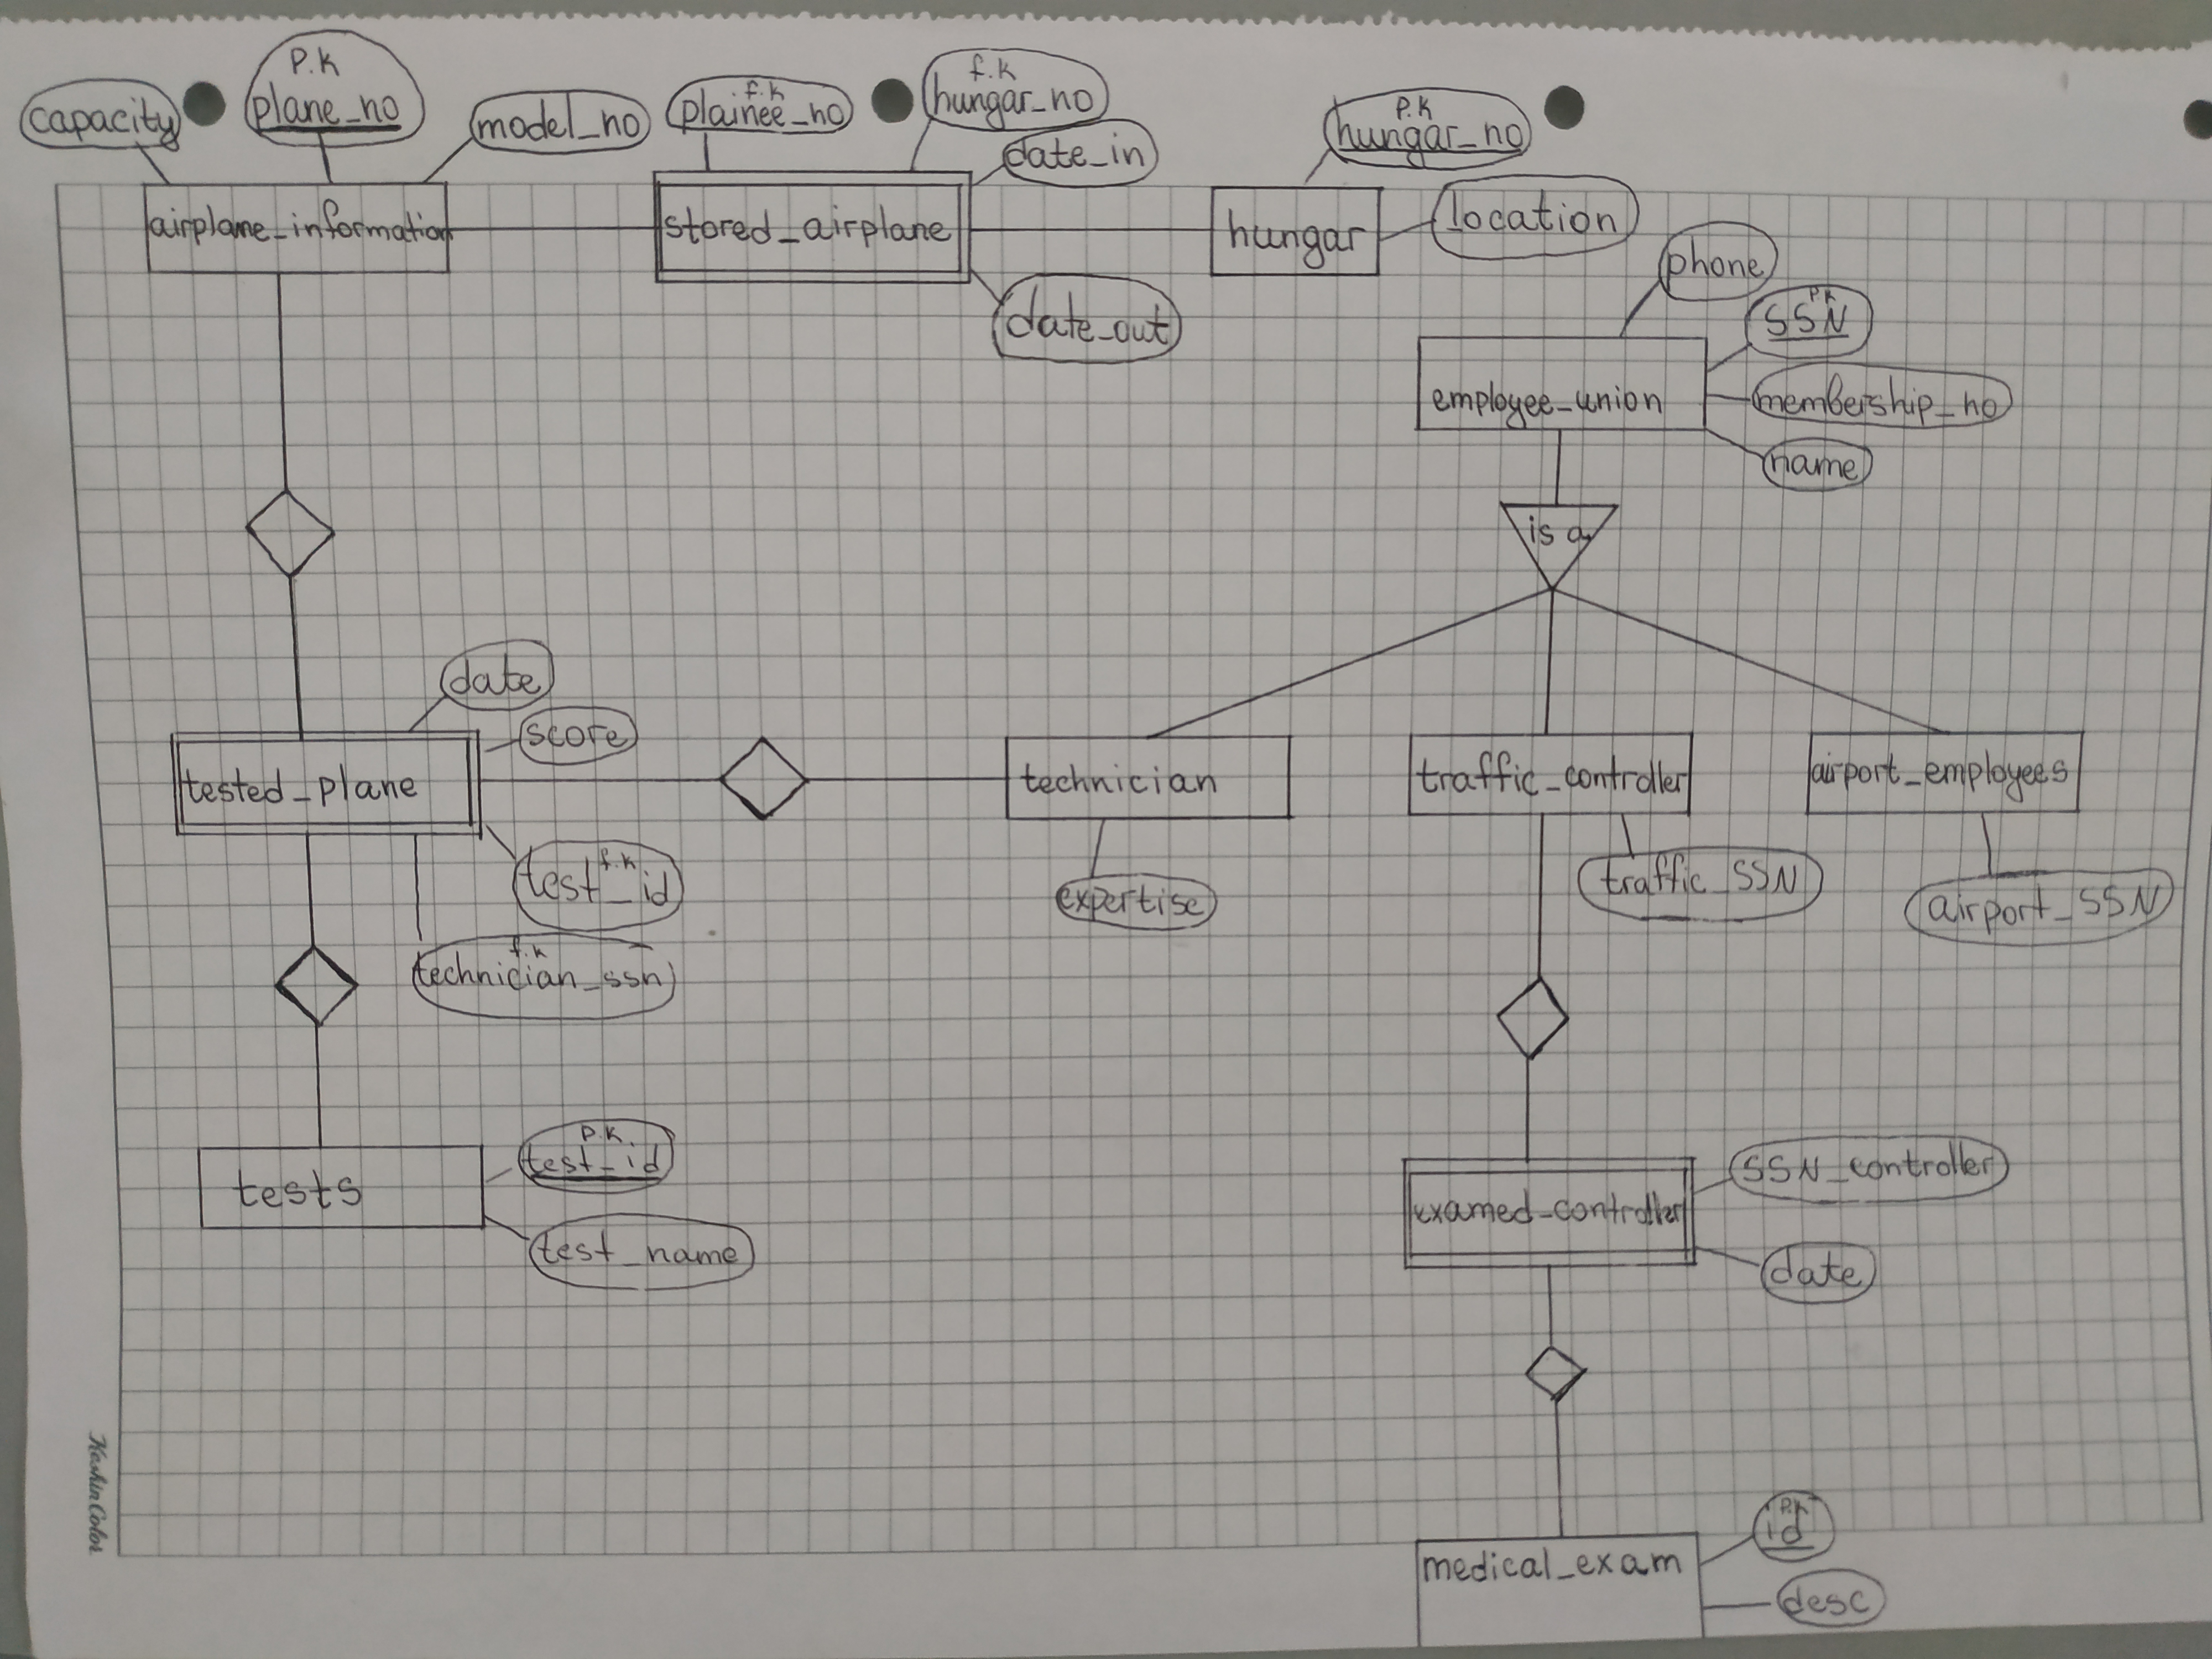 capacity
P.K
plane_no
model_no
f.k
plainee_no
f.k
hungar_no
date_in
P.K
hungar_no
airplane_information
stored_airplane
hungar
location
date_out
phone
P.K
SSN
employee_union
membership_no
name
is a
date
score
tested_plane
technician
traffic_controller
airport_employees
f.k
test_id
expertise
traffic_SSN
airport_SSN
f.k
technician_ssn
P.K.
test_id
tests
test_name
SSN_controller
examed_controller
date
P.K
id
medical_exam
desc
Keshin Color